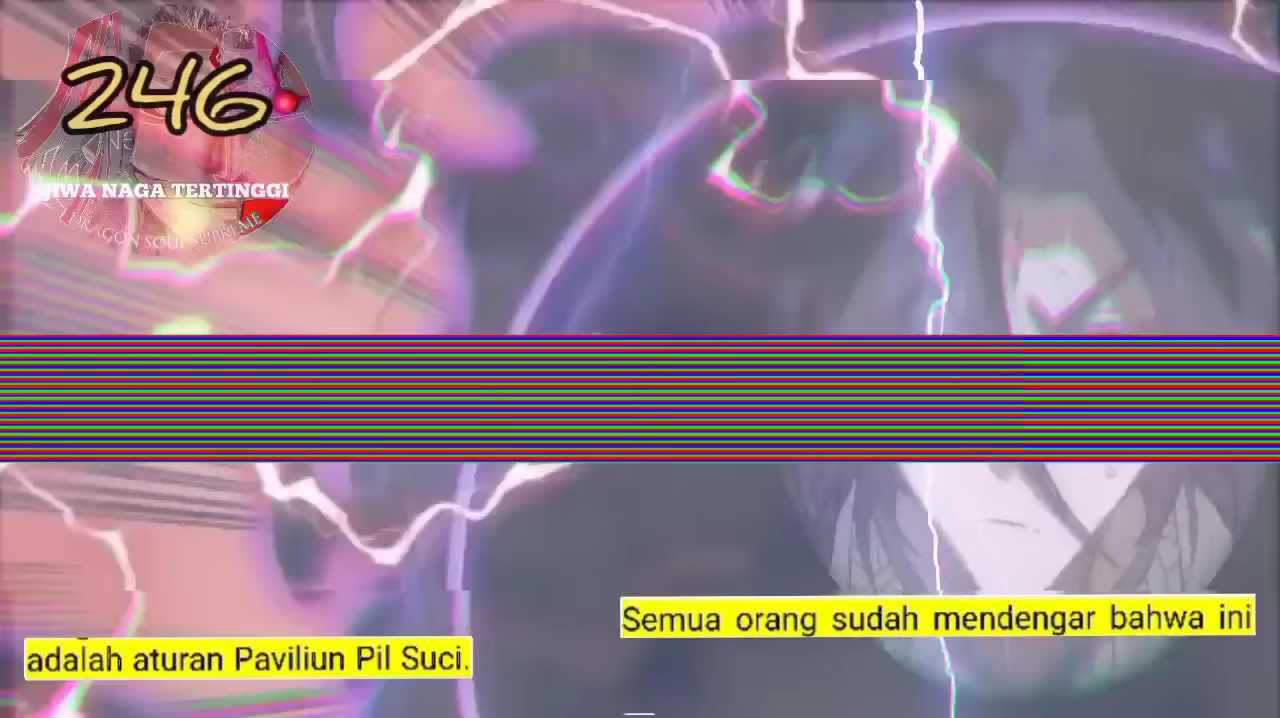 246
JIWA NAGA TERTINGGI
DRAGON SOUL SUPREME
Semua orang sudah mendengar bahwa ini
adalah aturan Paviliun Pil Suci.